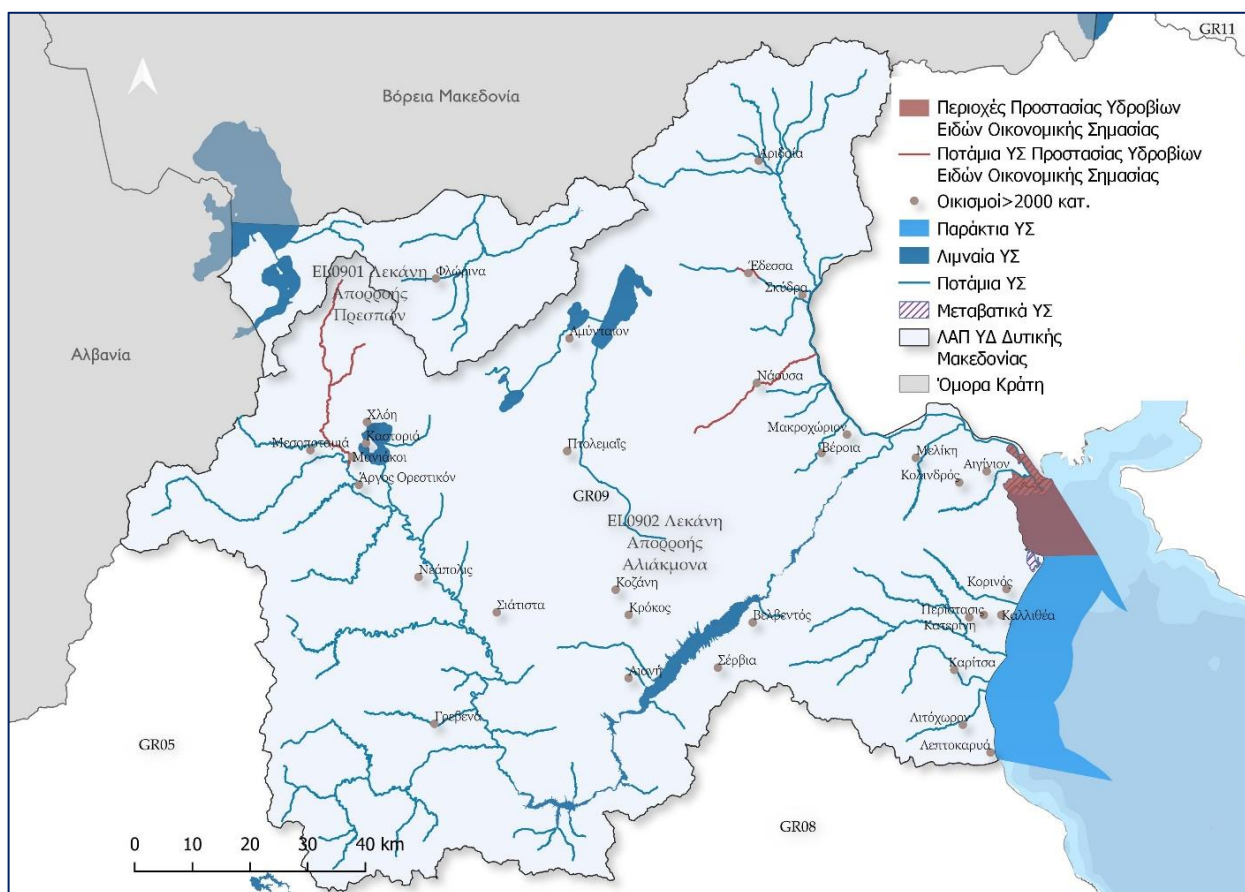 GR11
Βόρεια Μακεδονία
Περιοχές Προστασίας Υδροβίων
Ειδών Οικονομικής Σημασίας
Ποτάμια ΥΣ Προστασίας Υδροβίων
Ειδών Οικονομικής Σημασίας
Οικισμοί>2000 κατ.
Παράκτια ΥΣ
Λιμναία ΥΣ
Ποτάμια ΥΣ
Μεταβατικά ΥΣ
ΛΑΠ ΥΔ Δυτικής
Μακεδονίας
Όμορα Κράτη
Αριδαία
EL0901 Λεκάνη
Απορροής
Πρεσπών
Φλώρινα
Έδεσσα
Σκύδρα
Αμύνταιον
Αλβανία
Νάουσα
Χλόη
Καστοριά
Μεσοποταμιά
Μανιάκοι
Άργος Ορεστικόν
Πτολεμαΐς
Μακροχώριον
Βέροια
Μελίκη
Κολινδρός
Αιγίνιον
GR09
EL0902 Λεκάνη
Απορροής
Αλιάκμονα
Νεάπολις
Σιάτιστα
Κοζάνη
Κρόκος
Βελβεντός
Κορινός
Περίστασις
Κατερίνη
Καλλιθέα
Αιανή
Σέρβια
Καρίτσα
Γρεβενά
Λιτόχωρον
Λεπτοκαρυά
GR05
GR08
0 10 20 30 40 km